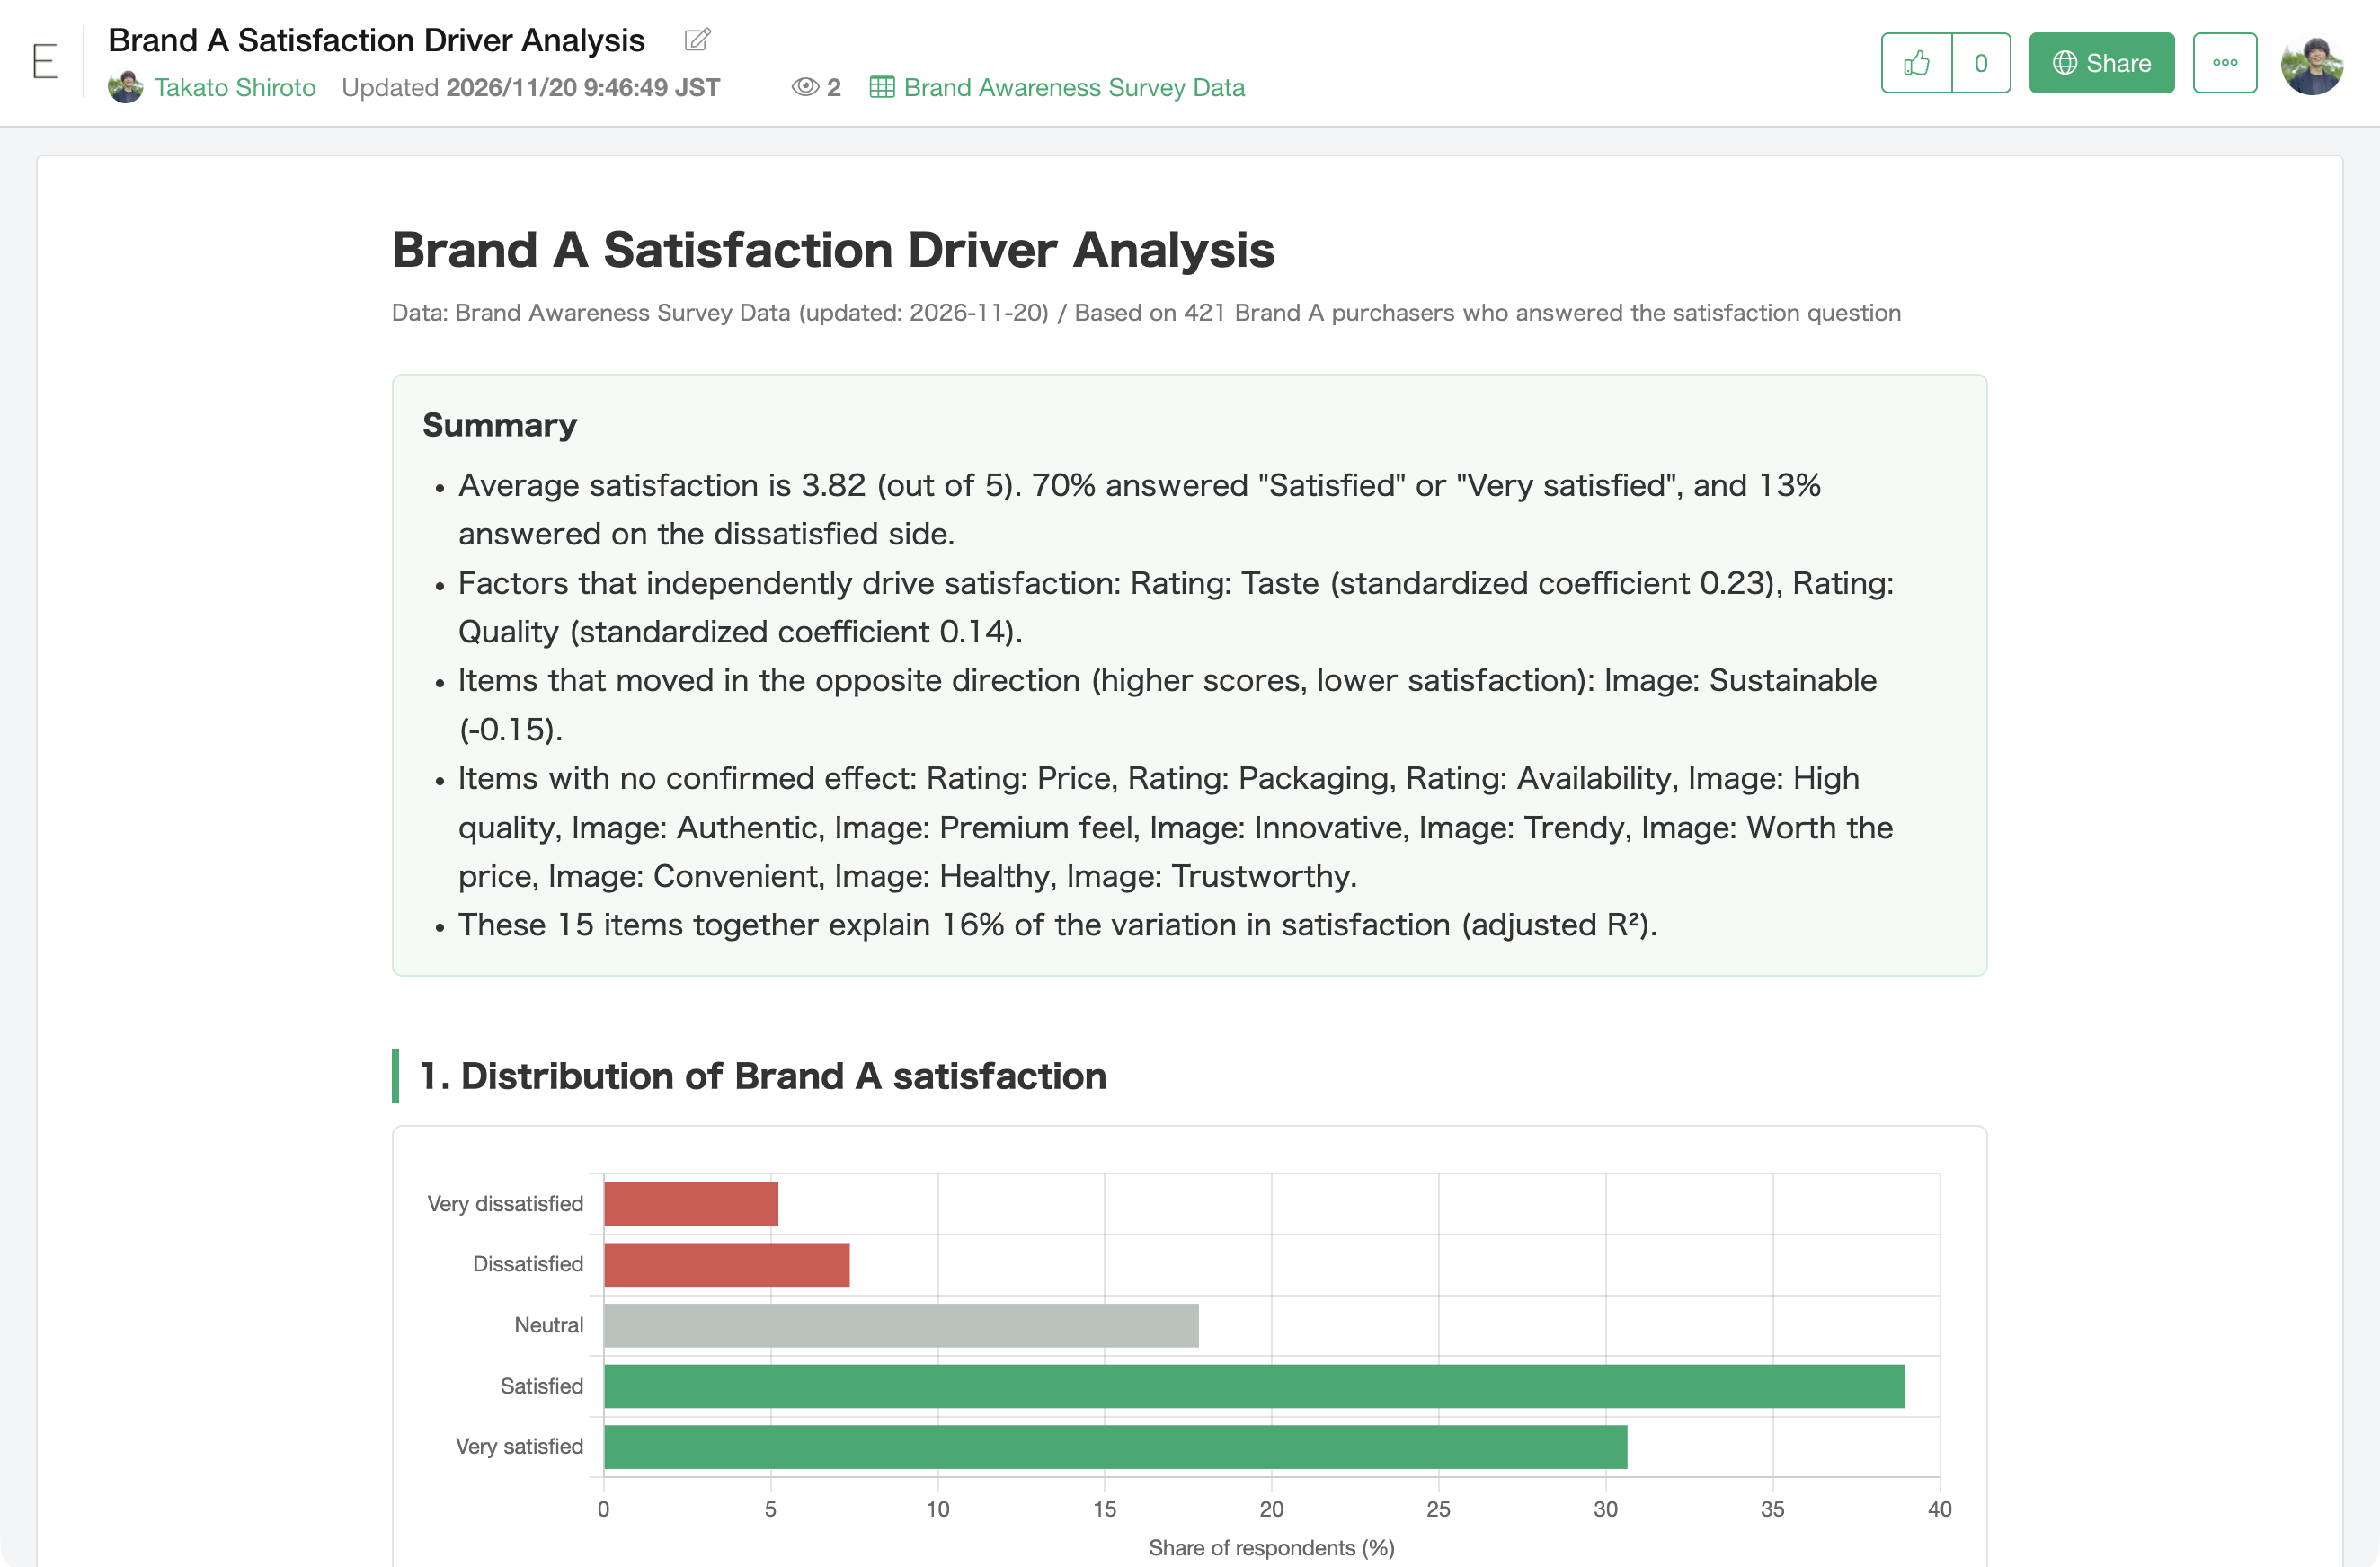 E
Brand A Satisfaction Driver Analysis
Takato Shiroto Updated 2026/11/20 9:46:49 JST 2 Brand Awareness Survey Data
0
Share
Brand A Satisfaction Driver Analysis
Data: Brand Awareness Survey Data (updated: 2026-11-20) / Based on 421 Brand A purchasers who answered the satisfaction question
Summary
• Average satisfaction is 3.82 (out of 5). 70% answered "Satisfied" or "Very satisfied", and 13%
answered on the dissatisfied side.
• Factors that independently drive satisfaction: Rating: Taste (standardized coefficient 0.23), Rating:
Quality (standardized coefficient 0.14).
• Items that moved in the opposite direction (higher scores, lower satisfaction): Image: Sustainable
(-0.15).
• Items with no confirmed effect: Rating: Price, Rating: Packaging, Rating: Availability, Image: High
quality, Image: Authentic, Image: Premium feel, Image: Innovative, Image: Trendy, Image: Worth the
price, Image: Convenient, Image: Healthy, Image: Trustworthy.
• These 15 items together explain 16% of the variation in satisfaction (adjusted R²).
1. Distribution of Brand A satisfaction
Very dissatisfied
Dissatisfied
Neutral
Satisfied
Very satisfied
0 5 10 15 20 25 30 35 40
Share of respondents (%)